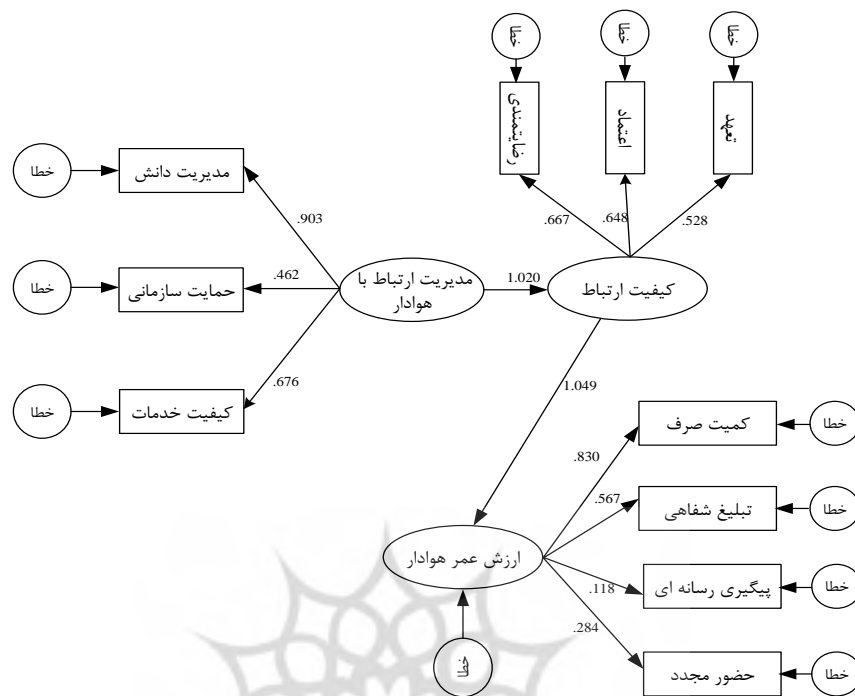 خطا
خطا
خطا
رضایتمندی
اعتماد
تعهد
.667
.648
.528
خطا
مدیریت دانش
.903
خطا
حمایت سازمانی
.462
مدیریت ارتباط با
هوادار
1.020
کیفیت ارتباط
خطا
کیفیت خدمات
.676
1.049
کمیت صرف
خطا
.830
تبلیغ شفاهی
خطا
.567
ارزش عمر هوادار
پیگیری رسانه ای
خطا
.118
.284
خطا
حضور مجدد
خطا